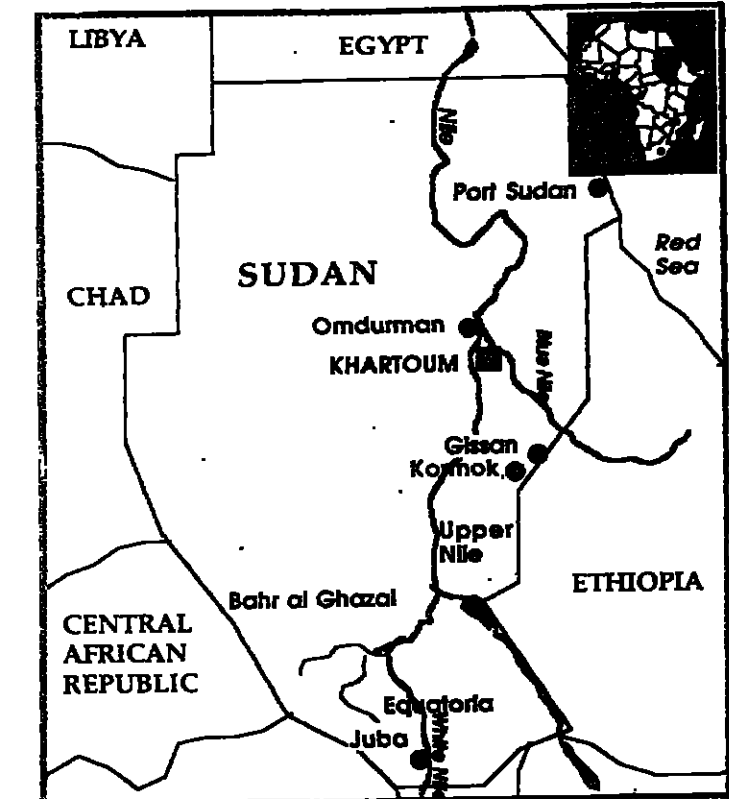 LIBYA
EGYPT
Nile
Port Sudan
Red
Sea
SUDAN
CHAD
Omdurman
KHARTOUM
Blue Nile
Gissan
Kormok
Upper
Nile
ETHIOPIA
Bahr al Ghazal
CENTRAL
AFRICAN
REPUBLIC
Equatoria
Juba
White Nile